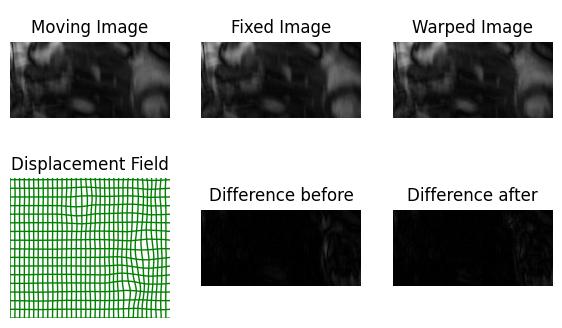 Moving Image
Fixed Image
Warped Image
Displacement Field
Difference before
Difference after